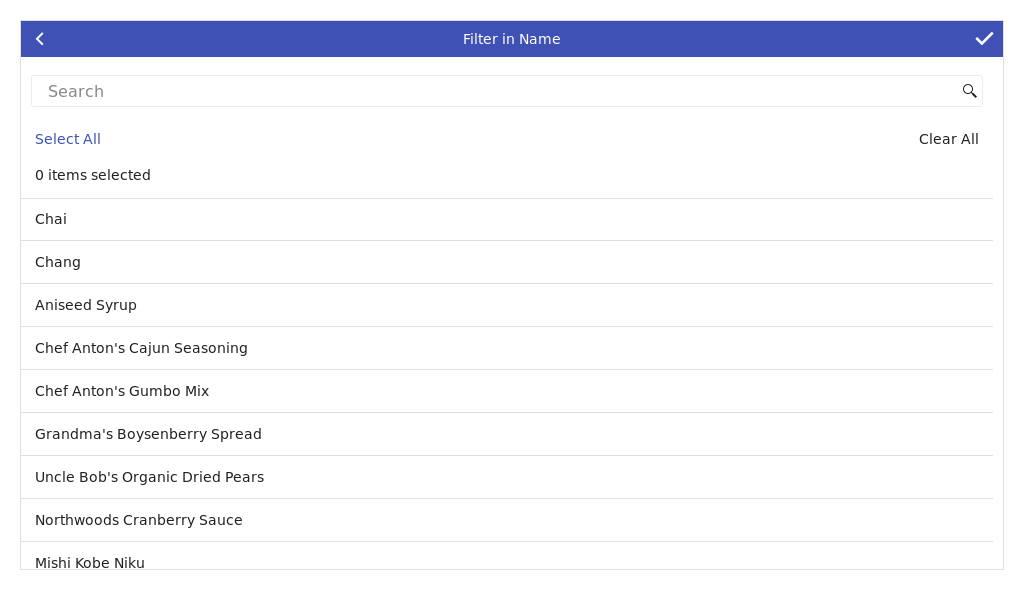 Filter in Name
Search
Select All
Clear All
0 items selected
Chai
Chang
Aniseed Syrup
Chef Anton's Cajun Seasoning
Chef Anton's Gumbo Mix
Grandma's Boysenberry Spread
Uncle Bob's Organic Dried Pears
Northwoods Cranberry Sauce
Mishi Kobe Niku